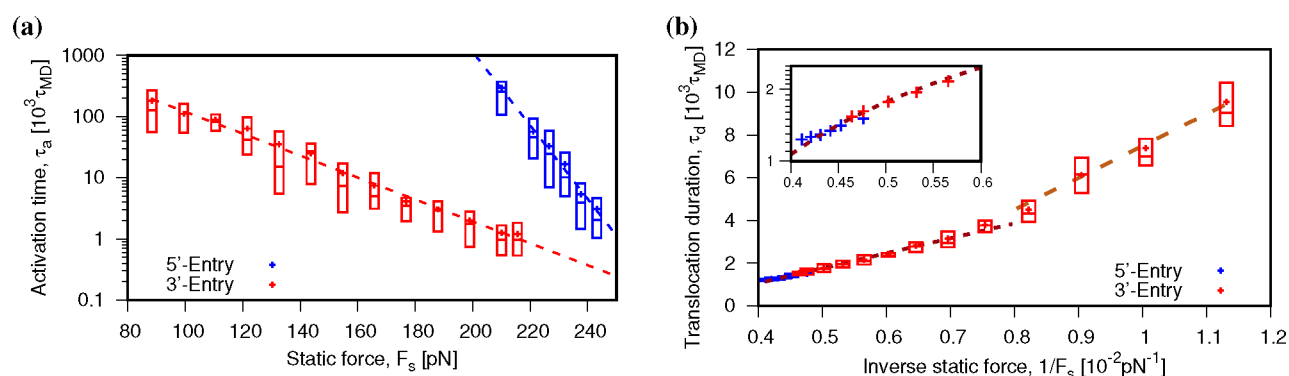 (a)
Activation time, τa [10³τMD]
1000
100
10
1
0.1
5'-Entry
3'-Entry
80 100 120 140 160 180 200 220 240
Static force, Fs [pN]
(b)
Translocation duration, τd [10³τMD]
12
10
8
6
4
2
0
2
1
0.4 0.45 0.5 0.55 0.6
5'-Entry
3'-Entry
0.4 0.5 0.6 0.7 0.8 0.9 1 1.1 1.2
Inverse static force, 1/Fs [10⁻²pN⁻¹]